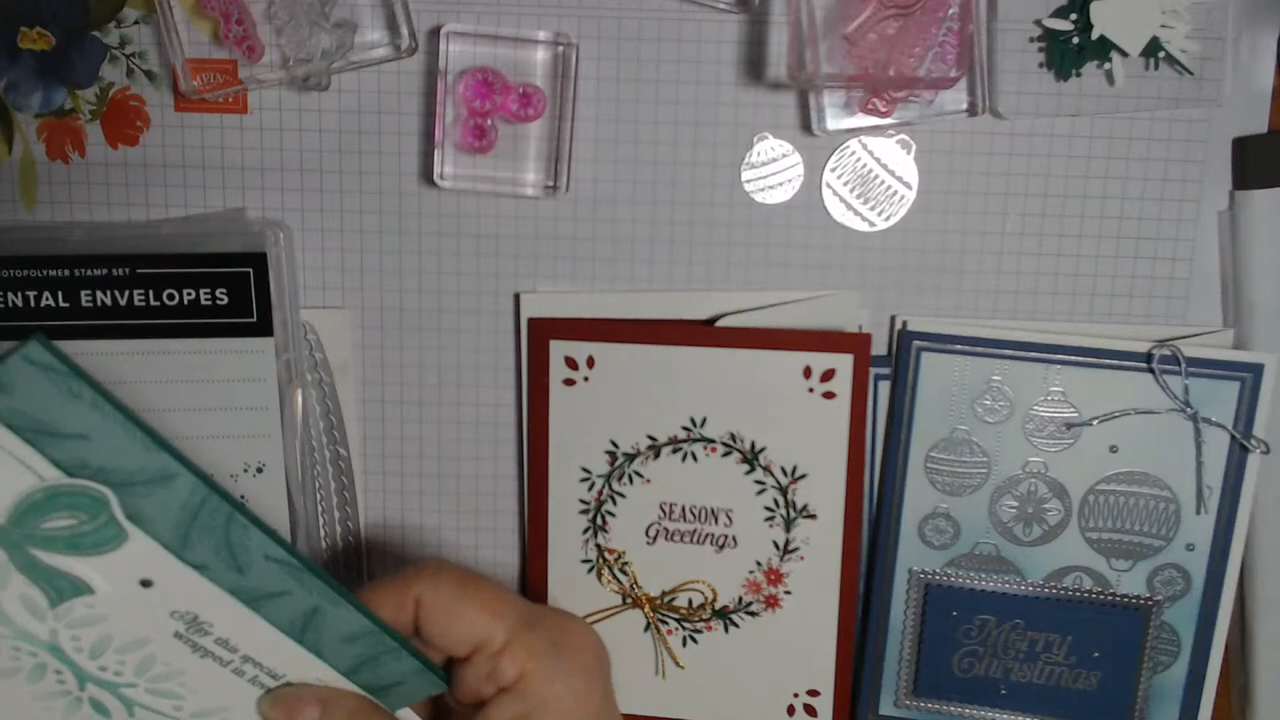 OTOPOLYMER STAMP SET
ENTAL ENVELOPES
SEASON'S
Greetings
Merry
Christmas
May this special
wrapped in lov